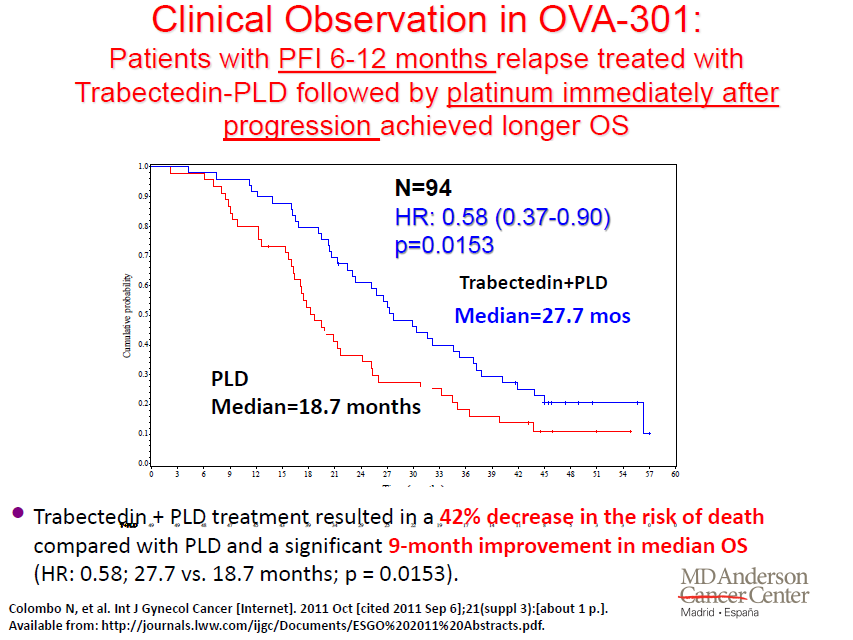 Clinical Observation in OVA-301:
Patients with PFI 6-12 months relapse treated with
Trabectedin-PLD followed by platinum immediately after
progression achieved longer OS
1.0
0.9
0.8
0.7
0.6
0.5
0.4
0.3
0.2
0.1
0.0
Cumulative probability
N=94
HR: 0.58 (0.37-0.90)
p=0.0153
Trabectedin+PLD
Median=27.7 mos
PLD
Median=18.7 months
0 3 6 9 12 15 18 21 24 27 30 33 36 39 42 45 48 51 54 57 60
• Trabectedin + PLD treatment resulted in a 42% decrease in the risk of death
compared with PLD and a significant 9-month improvement in median OS
(HR: 0.58; 27.7 vs. 18.7 months; p = 0.0153).
MD Anderson
Cancer Center
Madrid · España
Colombo N, et al. Int J Gynecol Cancer [Internet]. 2011 Oct [cited 2011 Sep 6];21(suppl 3):[about 1 p.].
Available from: http://journals.lww.com/ijgc/Documents/ESGO%202011%20Abstracts.pdf.